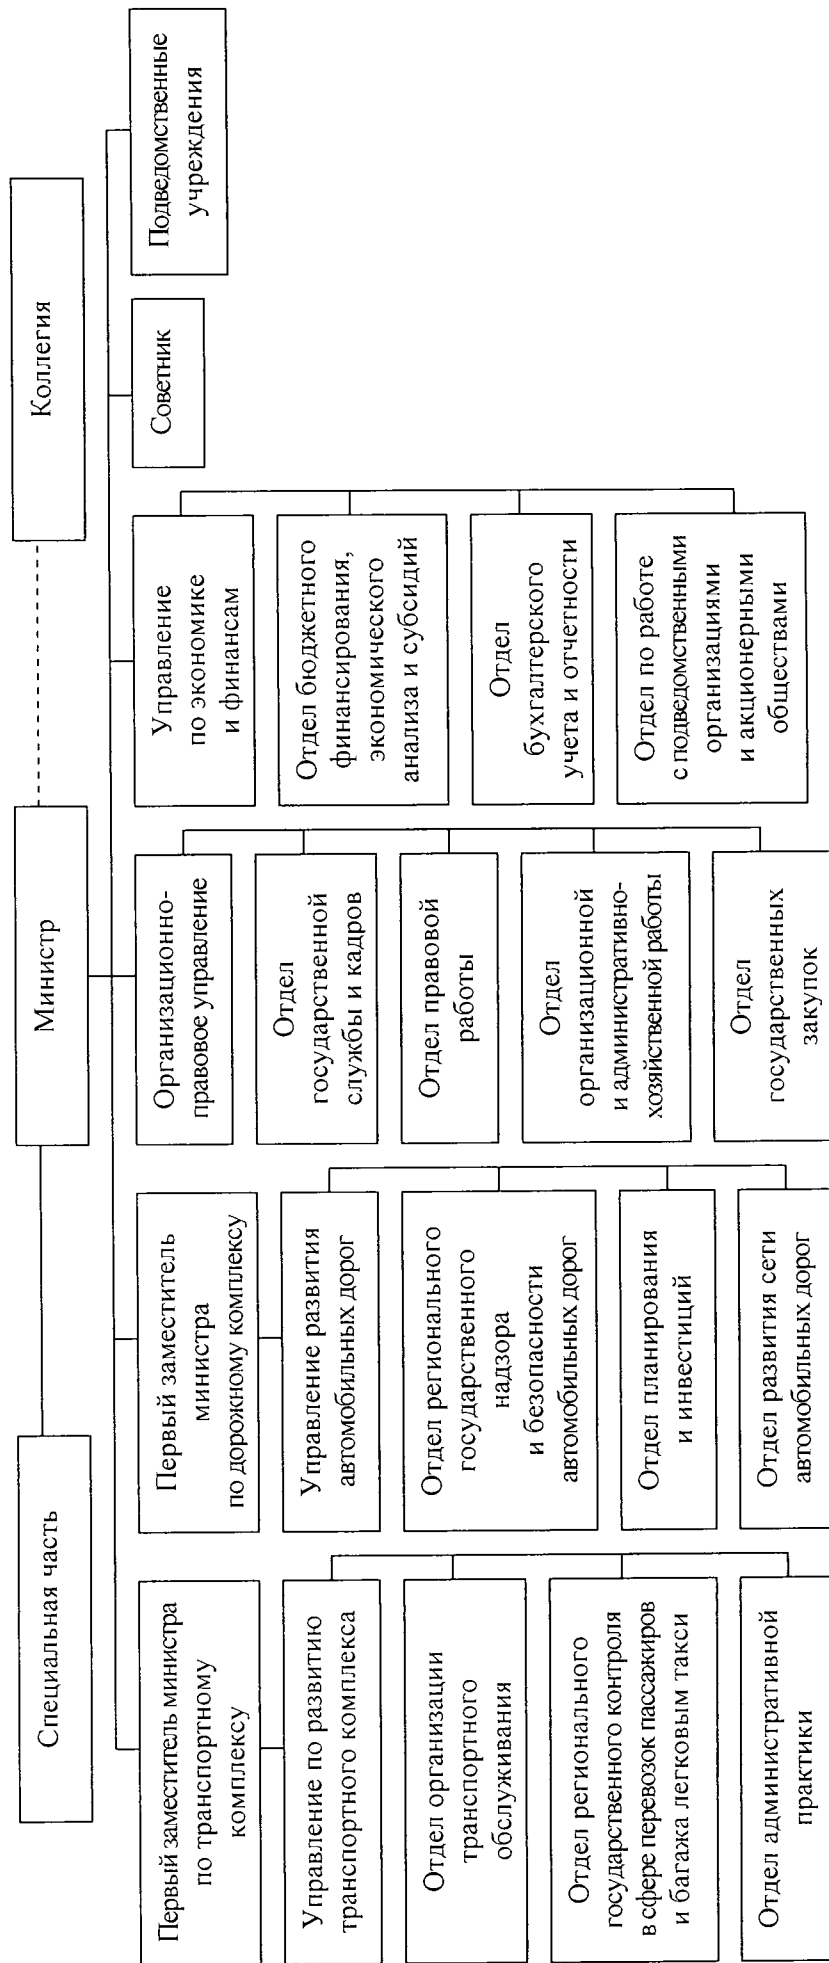 Специальная часть
Министр
Коллегия
Первый заместитель министра
по транспортному
комплексу
Управление по развитию
транспортного комплекса
Отдел организации
транспортного
обслуживания
Отдел регионального
государственного контроля
в сфере перевозок пассажиров
и багажа легковым такси
Отдел административной
практики
Первый заместитель
министра
по дорожному комплексу
Управление развития
автомобильных дорог
Отдел регионального
государственного
надзора
и безопасности
автомобильных дорог
Отдел планирования
и инвестиций
Отдел развития сети
автомобильных дорог
Организационно-
правовое управление
Отдел
государственной
службы и кадров
Отдел правовой
работы
Отдел
организационной
и административно-
хозяйственной работы
Отдел
государственных
закупок
Управление
по экономике
и финансам
Отдел бюджетного
финансирования,
экономического
анализа и субсидий
Отдел
бухгалтерского
учета и отчетности
Отдел по работе
с подведомственными
организациями
и акционерными
обществами
Советник
Подведомственные
учреждения